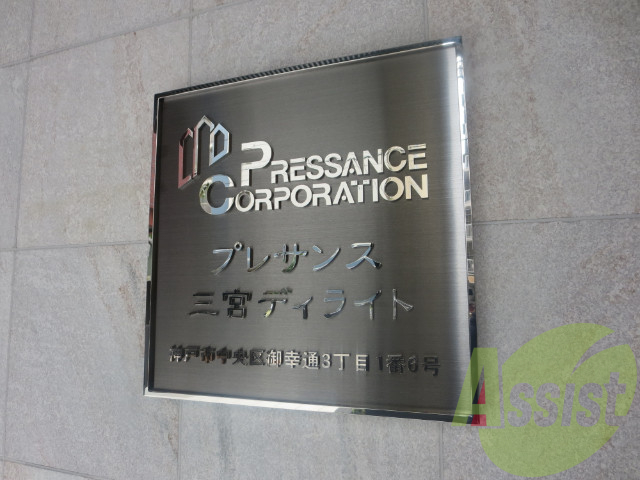 PRESSANCE
CORPORATION
プレサンス
三宮ディライト
神戸市中央区御幸通3丁目1番6号
Assist